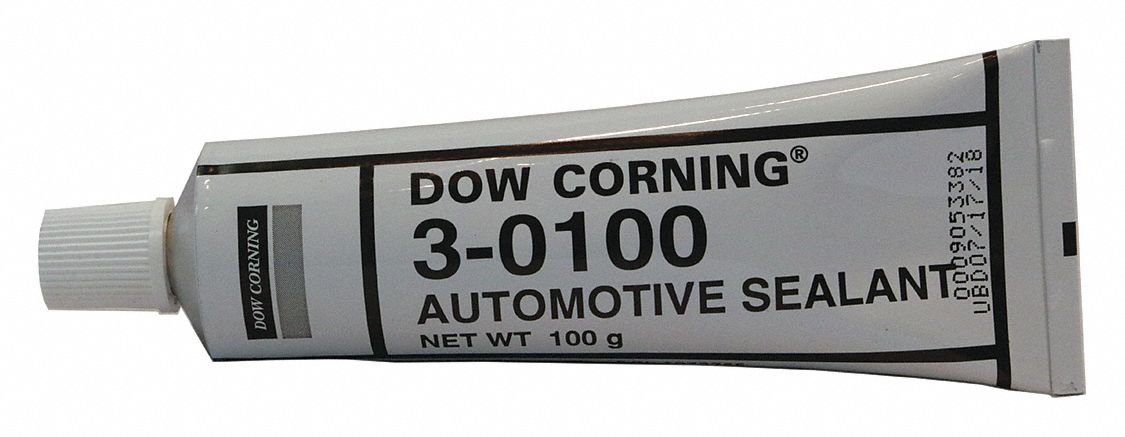 DOW CORNING
DOW CORNING®
3-0100
AUTOMOTIVE SEALANT
NET WT 100 g
0009053382
UBD07/17/18